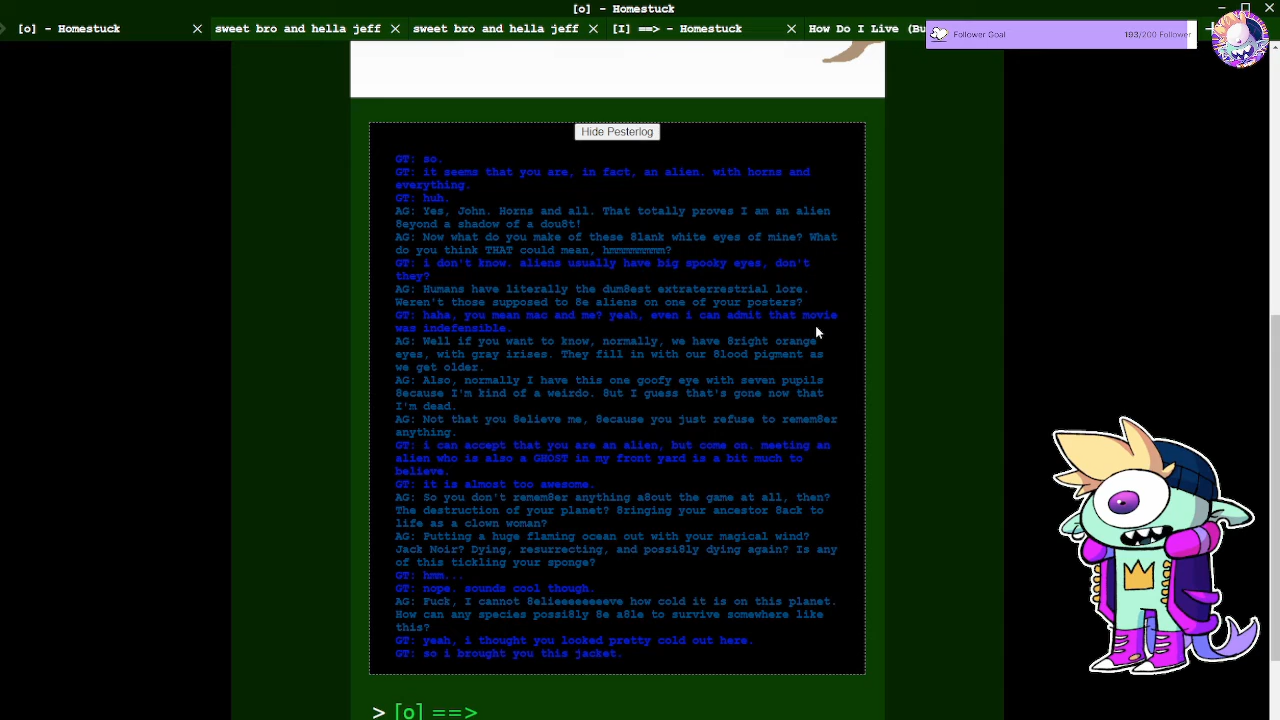 [o] - Homestuck
[o] - Homestuck
sweet bro and hella jeff
sweet bro and hella jeff
[I] ==> - Homestuck
How Do I Live (Bu
Follower Goal
193/200 Follower
Hide Pesterlog
GT: so.
GT: it seems that you are, in fact, an alien. with horns and
everything.
GT: huh.
AG: Yes, John. Horns and all. That totally proves I am an alien
8eyond a shadow of a dou8t!
AG: Now what do you make of these 8lank white eyes of mine? What
do you think THAT could mean, hmmmmmmmm?
GT: i don't know. aliens usually have big spooky eyes, don't
they?
AG: Humans have literally the dum8est extraterrestrial lore.
Weren't those supposed to 8e aliens on one of your posters?
GT: haha, you mean mac and me? yeah, even i can admit that movie
was indefensible.
AG: Well if you want to know, normally, we have 8right orange
eyes, with gray irises. They fill in with our 8lood pigment as
we get older.
AG: Also, normally I have this one goofy eye with seven pupils
8ecause I'm kind of a weirdo. 8ut I guess that's gone now that
I'm dead.
AG: Not that you 8elieve me, 8ecause you just refuse to remem8er
anything.
GT: i can accept that you are an alien, but come on. meeting an
alien who is also a GHOST in my front yard is a bit much to
believe.
GT: it is almost too awesome.
AG: So you don't remem8er anything a8out the game at all, then?
The destruction of your planet? 8ringing your ancestor 8ack to
life as a clown woman?
AG: Putting a huge flaming ocean out with your magical wind?
Jack Noir? Dying, resurrecting, and possi8ly dying again? Is any
of this tickling your sponge?
GT: hmm...
GT: nope. sounds cool though.
AG: Fuck, I cannot 8elieeeeeeeve how cold it is on this planet.
How can any species possi8ly 8e a8le to survive somewhere like
this?
GT: yeah, i thought you looked pretty cold out here.
GT: so i brought you this jacket.
> [o] ==>